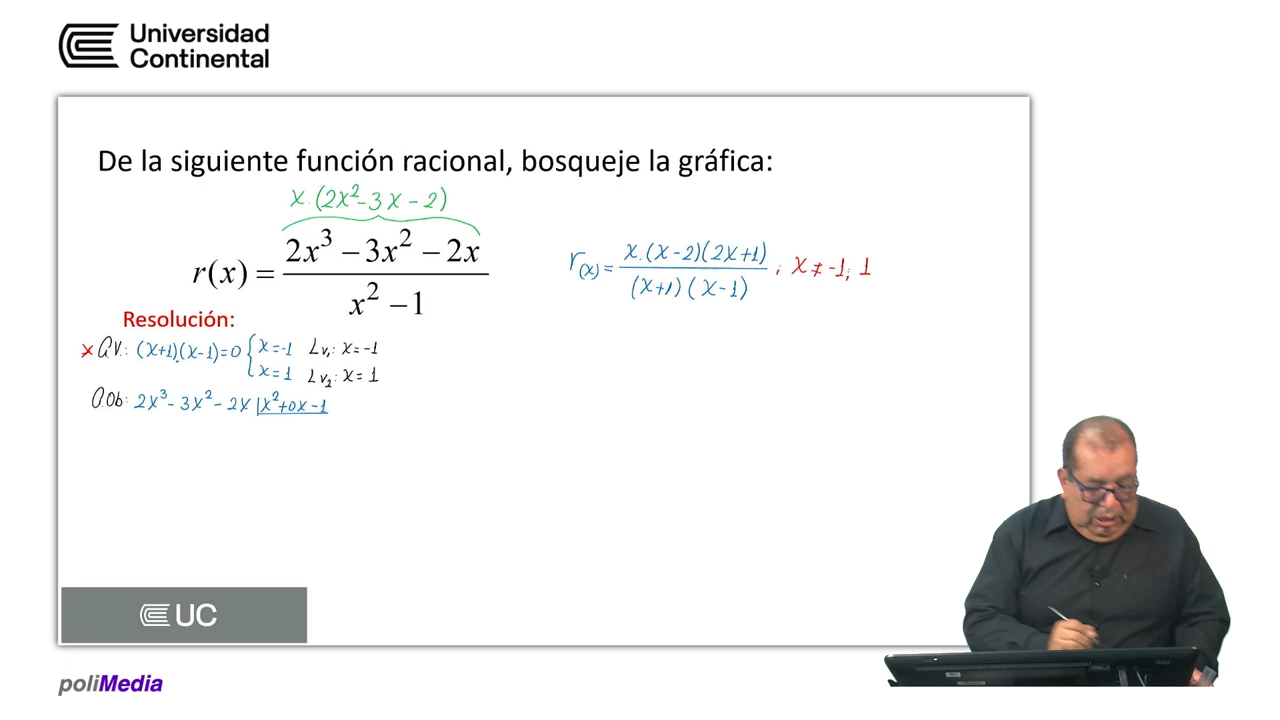 Universidad
Continental
De la siguiente función racional, bosqueje la gráfica:
x.(2x²-3x-2)
r(x) = (2x³ − 3x² − 2x) / (x² − 1)
r(x) = x.(x-2)(2x+1) / (x+1)(x-1) ; x ≠ -1; 1
Resolución:
× A.V.: (x+1).(x-1)=0 { x=-1 Lv₁: x=-1
x=1 Lv₂: x=1
A.Ob: 2x³-3x²-2x |x²+0x-1
UC
poliMedia